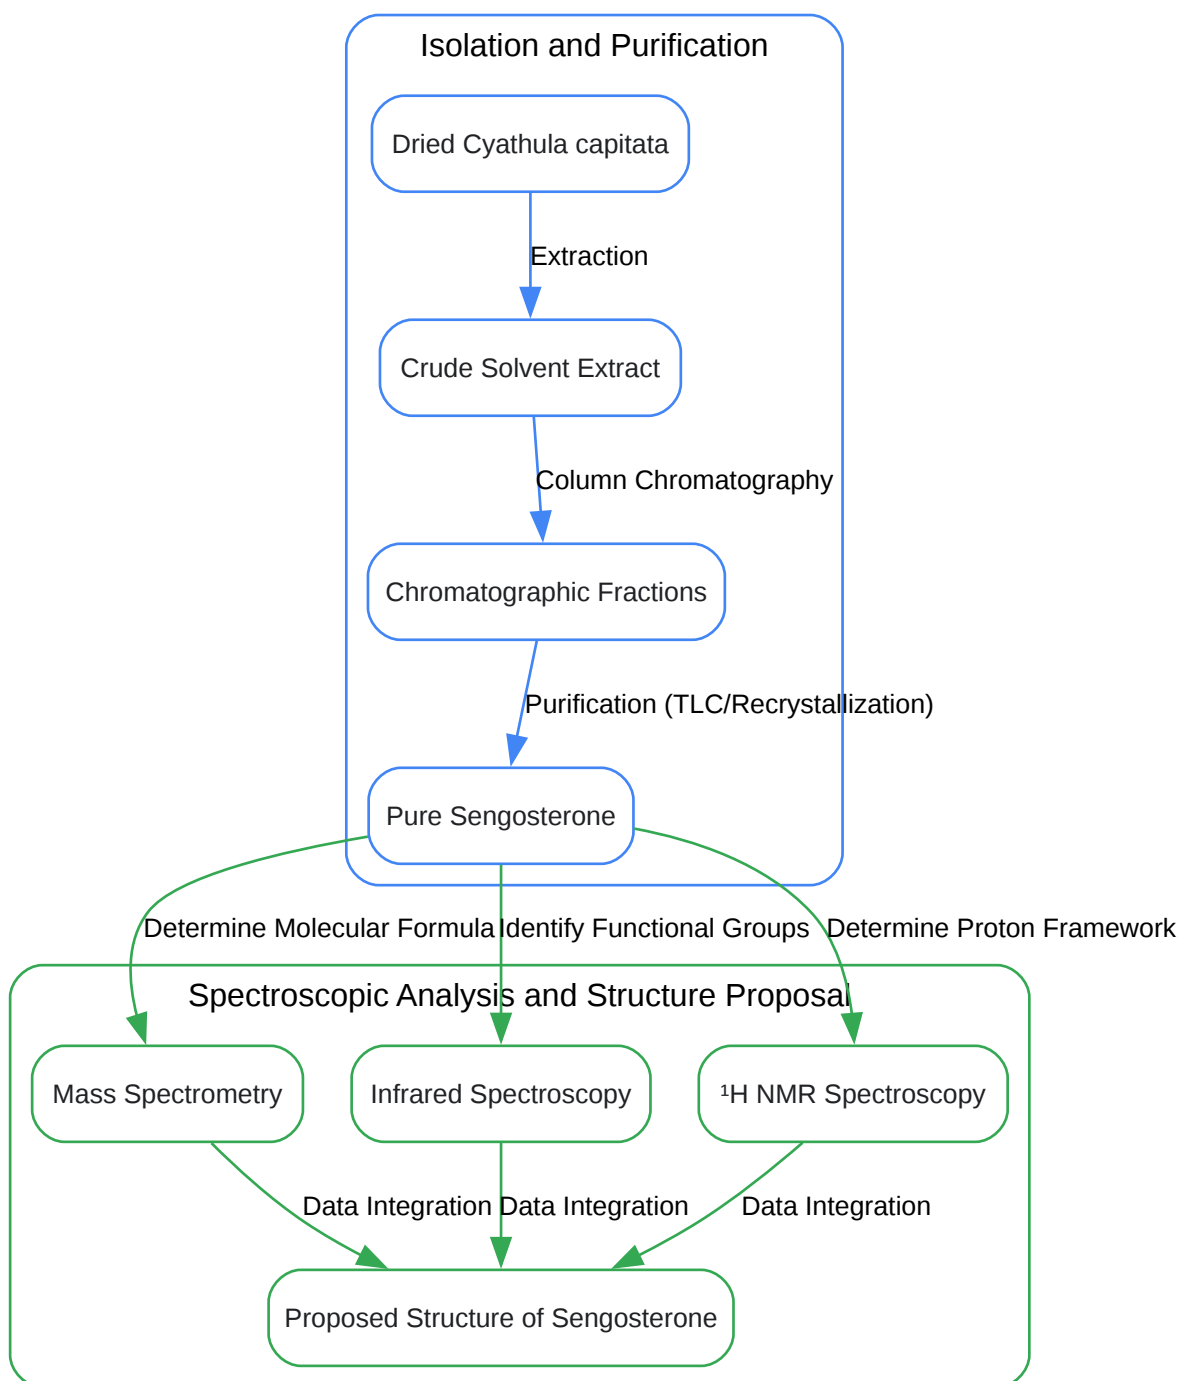 Isolation and Purification
Dried Cyathula capitata
Extraction
Crude Solvent Extract
Column Chromatography
Chromatographic Fractions
Purification (TLC/Recrystallization)
Pure Sengosterone
Determine Molecular Formula
Identify Functional Groups
Determine Proton Framework
Spectroscopic Analysis and Structure Proposal
Mass Spectrometry
Infrared Spectroscopy
¹H NMR Spectroscopy
Data Integration
Data Integration
Data Integration
Proposed Structure of Sengosterone